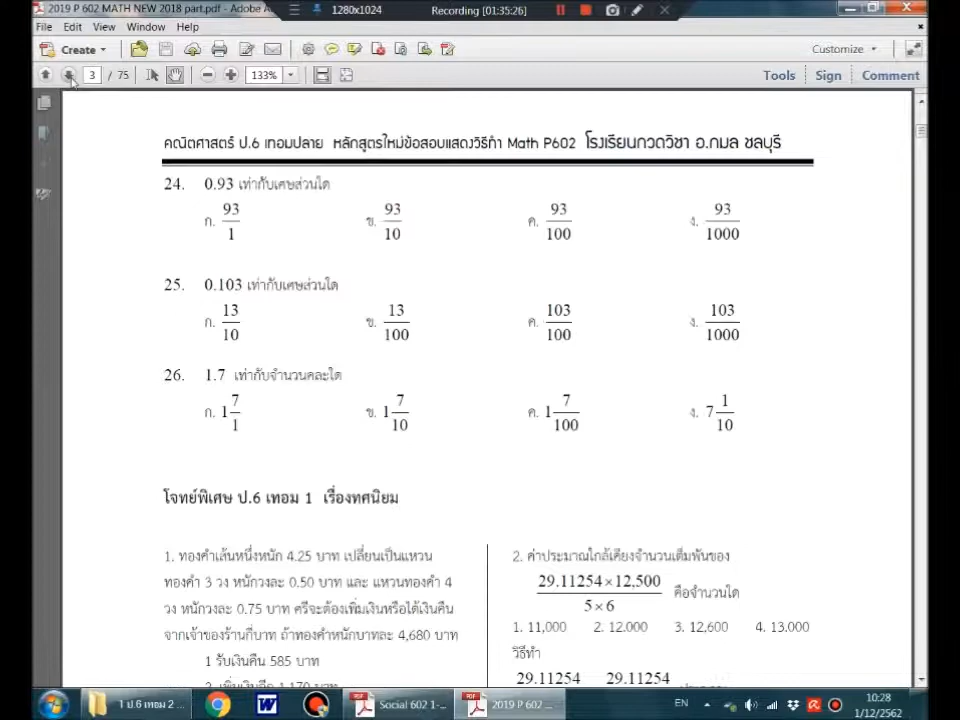 2019 P 602 MATH NEW 2018 part.pdf - Adobe A
1280x1024
Recording [01:35:26]
File Edit View Window Help
Create
Customize
3 / 75
133%
Tools Sign Comment
คณิตศาสตร์ ป.6 เทอมปลาย หลักสูตรใหม่ข้อสอบแสดงวิธีทำ Math P602 โรงเรียนกวดวิชา อ.กมล ชลบุรี
24. 0.93 เท่ากับเศษส่วนใด
ก. 93/1 ข. 93/10 ค. 93/100 ง. 93/1000
25. 0.103 เท่ากับเศษส่วนใด
ก. 13/10 ข. 13/100 ค. 103/100 ง. 103/1000
26. 1.7 เท่ากับจำนวนคละใด
ก. 1 7/1 ข. 1 7/10 ค. 1 7/100 ง. 7 1/10
โจทย์พิเศษ ป.6 เทอม 1 เรื่องทศนิยม
1. ทองคำเส้นหนึ่งหนัก 4.25 บาท เปลี่ยนเป็นแหวน
ทองคำ 3 วง หนักวงละ 0.50 บาท และ แหวนทองคำ 4
วง หนักวงละ 0.75 บาท ศรีจะต้องเพิ่มเงินหรือได้เงินคืน
จากเจ้าของร้านกี่บาท ถ้าทองคำหนักบาทละ 4,680 บาท
1 รับเงินคืน 585 บาท
2. เพิ่มเงินอีก 1,170 บาท
2. ค่าประมาณใกล้เคียงจำนวนเต็มพันของ
29.11254×12,500 / 5×6 คือจำนวนใด
1. 11,000 2. 12.000 3. 12,600 4. 13.000
วิธีทำ
29.11254 29.11254
1 ป.6 เทอม 2 ...
Social 602 1-...
2019 P 602 ...
EN
10:28
1/12/2562